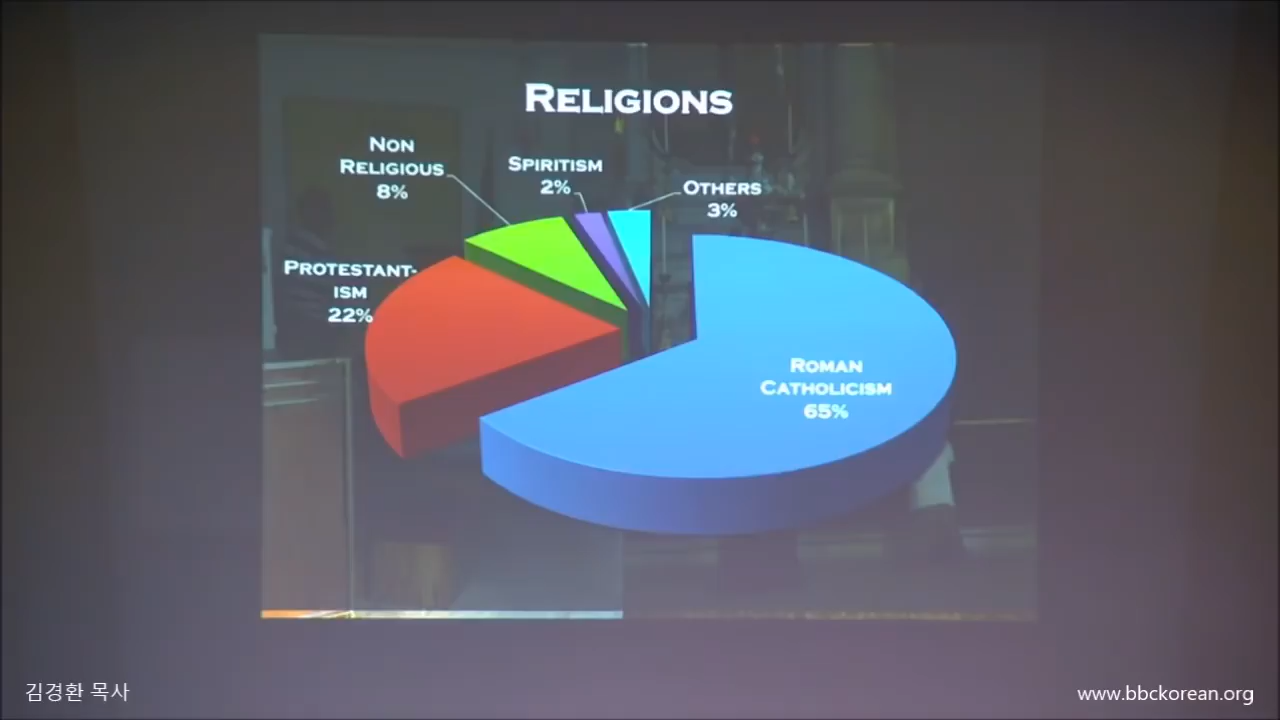 RELIGIONS
NON
RELIGIOUS
8%
SPIRITISM
2%
OTHERS
3%
PROTESTANT-
ISM
22%
ROMAN
CATHOLICISM
65%
김경환 목사
www.bbckorean.org